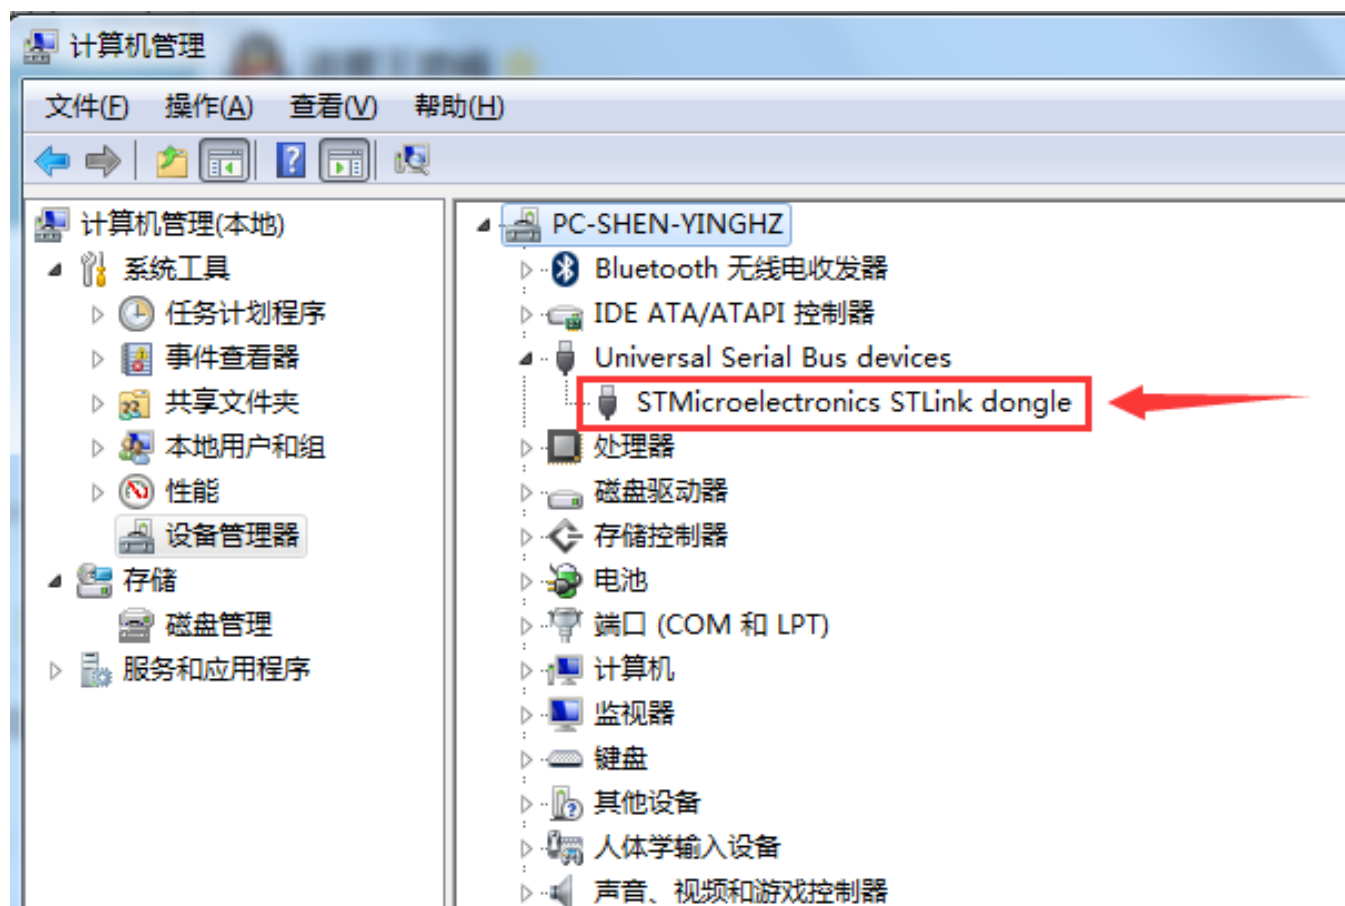 计算机管理
文件(F) 操作(A) 查看(V) 帮助(H)
计算机管理(本地)
系统工具
任务计划程序
事件查看器
共享文件夹
本地用户和组
性能
设备管理器
存储
磁盘管理
服务和应用程序
PC-SHEN-YINGHZ
Bluetooth 无线电收发器
IDE ATA/ATAPI 控制器
Universal Serial Bus devices
STMicroelectronics STLink dongle
处理器
磁盘驱动器
存储控制器
电池
端口 (COM 和 LPT)
计算机
监视器
键盘
其他设备
人体学输入设备
声音、视频和游戏控制器